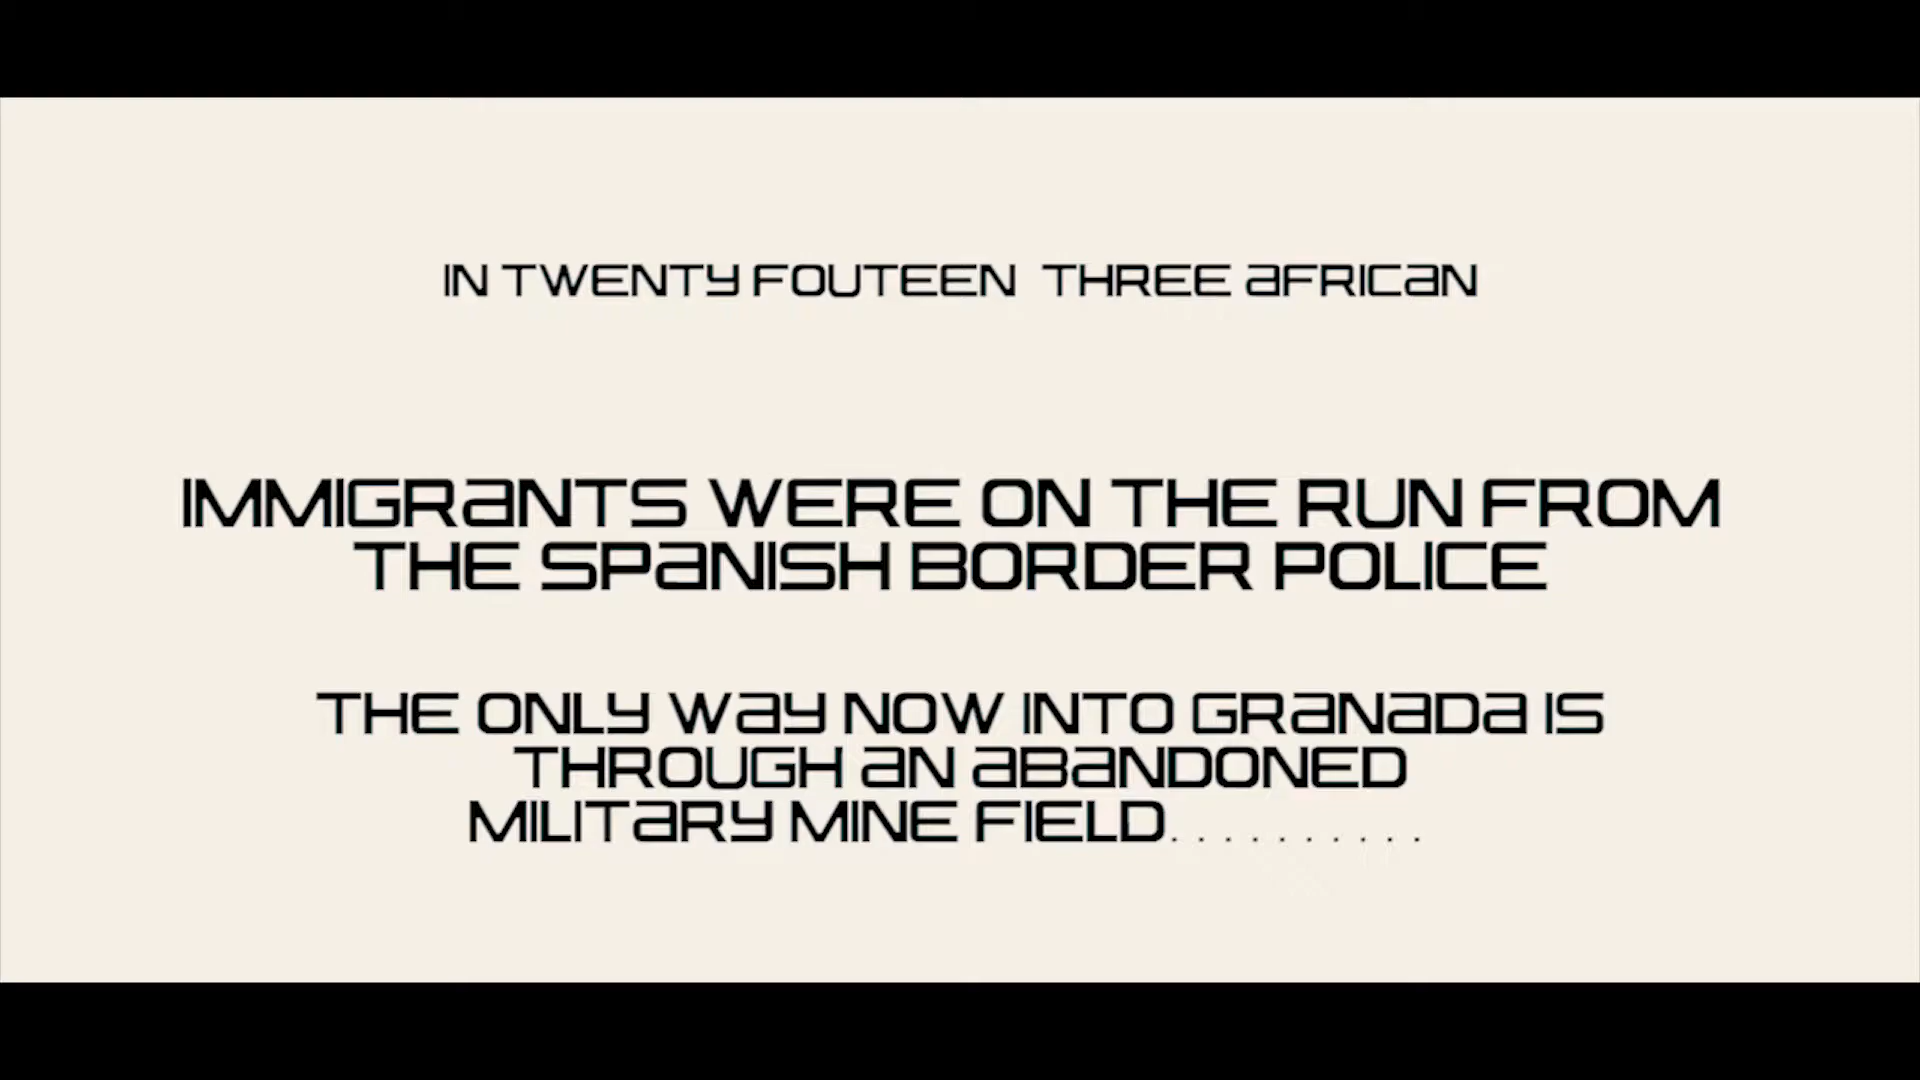 IN TWENTY FOUTEEN THREE AFRICAN
IMMIGRANTS WERE ON THE RUN FROM
THE SPANISH BORDER POLICE
THE ONLY WAY NOW INTO GRANADA IS
THROUGH AN ABANDONED
MILITARY MINE FIELD..........